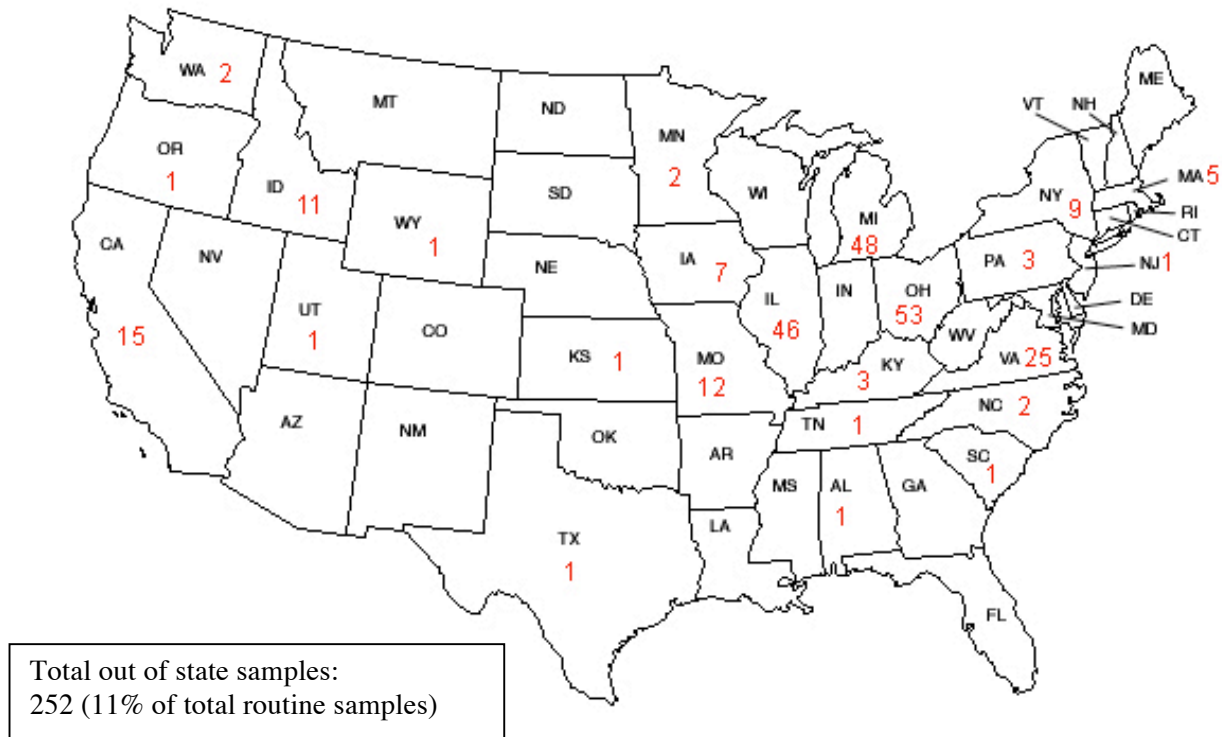 WA 2
MT
ND
MN
2
ME
VT
NH
OR
1
ID
11
SD
WI
MI
48
NY
9
MA 5
RI
CT
WY
1
CA
15
NV
NE
IA
7
PA 3
NJ 1
UT
1
CO
IL
46
IN
OH
53
DE
MD
WV
VA 25
KS 1
MO
12
KY
3
AZ
NM
OK
AR
TN 1
NC 2
SC
1
MS
AL
1
GA
LA
TX
1
FL
Total out of state samples:
252 (11% of total routine samples)